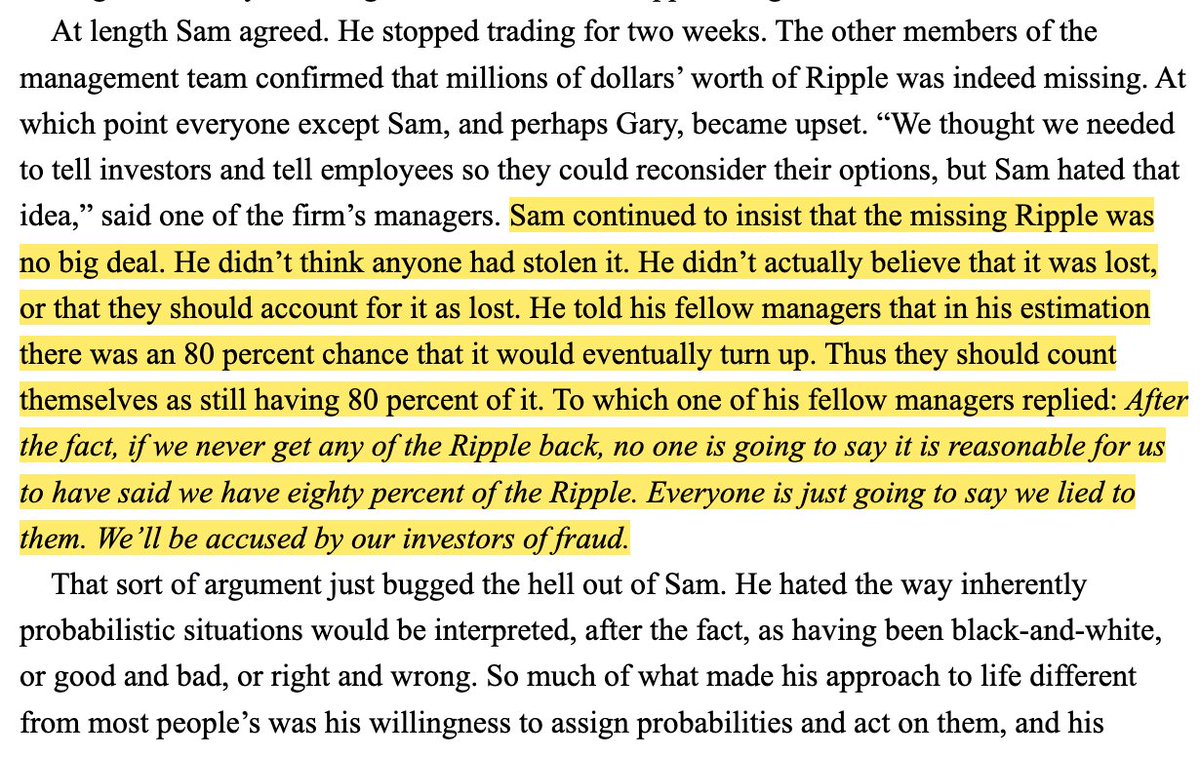 At length Sam agreed. He stopped trading for two weeks. The other members of the
management team confirmed that millions of dollars’ worth of Ripple was indeed missing. At
which point everyone except Sam, and perhaps Gary, became upset. “We thought we needed
to tell investors and tell employees so they could reconsider their options, but Sam hated that
idea,” said one of the firm’s managers. Sam continued to insist that the missing Ripple was
no big deal. He didn’t think anyone had stolen it. He didn’t actually believe that it was lost,
or that they should account for it as lost. He told his fellow managers that in his estimation
there was an 80 percent chance that it would eventually turn up. Thus they should count
themselves as still having 80 percent of it. To which one of his fellow managers replied: After
the fact, if we never get any of the Ripple back, no one is going to say it is reasonable for us
to have said we have eighty percent of the Ripple. Everyone is just going to say we lied to
them. We’ll be accused by our investors of fraud.
That sort of argument just bugged the hell out of Sam. He hated the way inherently
probabilistic situations would be interpreted, after the fact, as having been black-and-white,
or good and bad, or right and wrong. So much of what made his approach to life different
from most people’s was his willingness to assign probabilities and act on them, and his